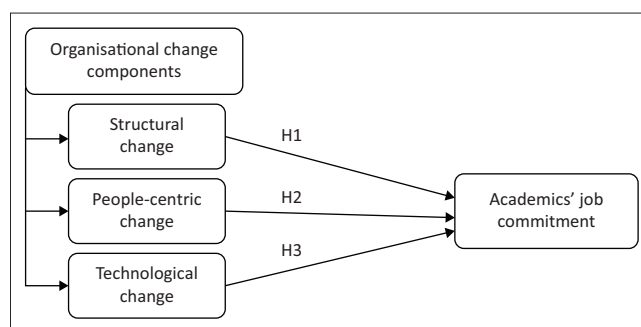 Organisational change
components
Structural
change
H1
People-centric
change
H2
Technological
change
H3
Academics’ job
commitment